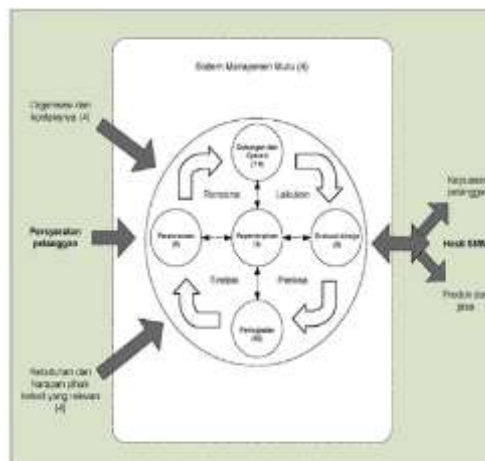 Sistem Manajemen Mutu (4)
Organisasi dan
konteksnya (4)
Dukungan dan
Operasi
Rencana
Lakukan
Kepuasan
pelanggan
Persyaratan
pelanggan
Perencanaan
(6)
Kepemimpinan
(5)
Evaluasi kinerja
(9)
Hasil SMM
Tindak
Periksa
Produk dan
jasa
Peningkatan
(10)
Kebutuhan dan
harapan pihak
terkait yang relevan
(4)